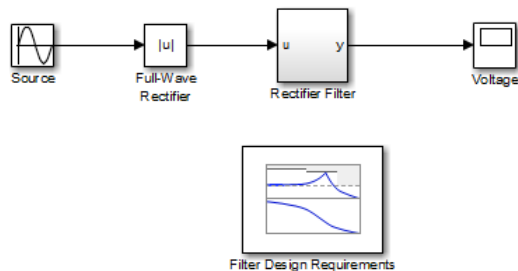 |u|
u
y
Source
Full-Wave
Rectifier
Rectifier Filter
Voltage
Filter Design Requirements